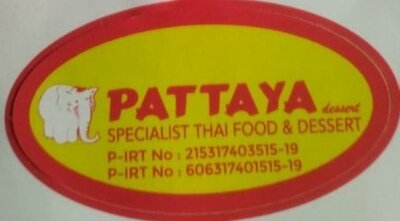 PATTAYA dessert
SPECIALIST THAI FOOD & DESSERT
P-IRT No : 215317403515-19
P-IRT No : 606317401515-19